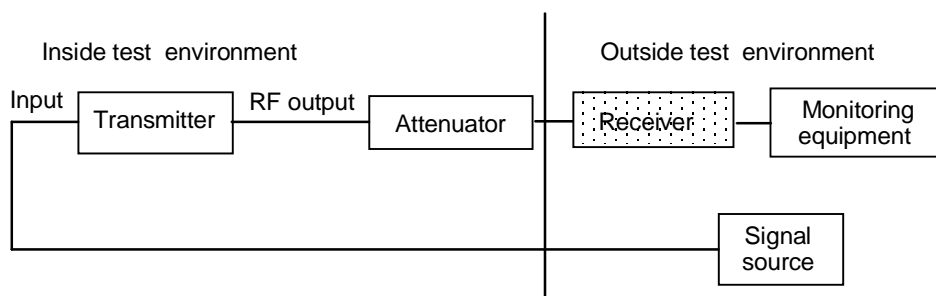 Inside test environment
Outside test environment
Input
Transmitter
RF output
Attenuator
Receiver
Monitoring
equipment
Signal
source